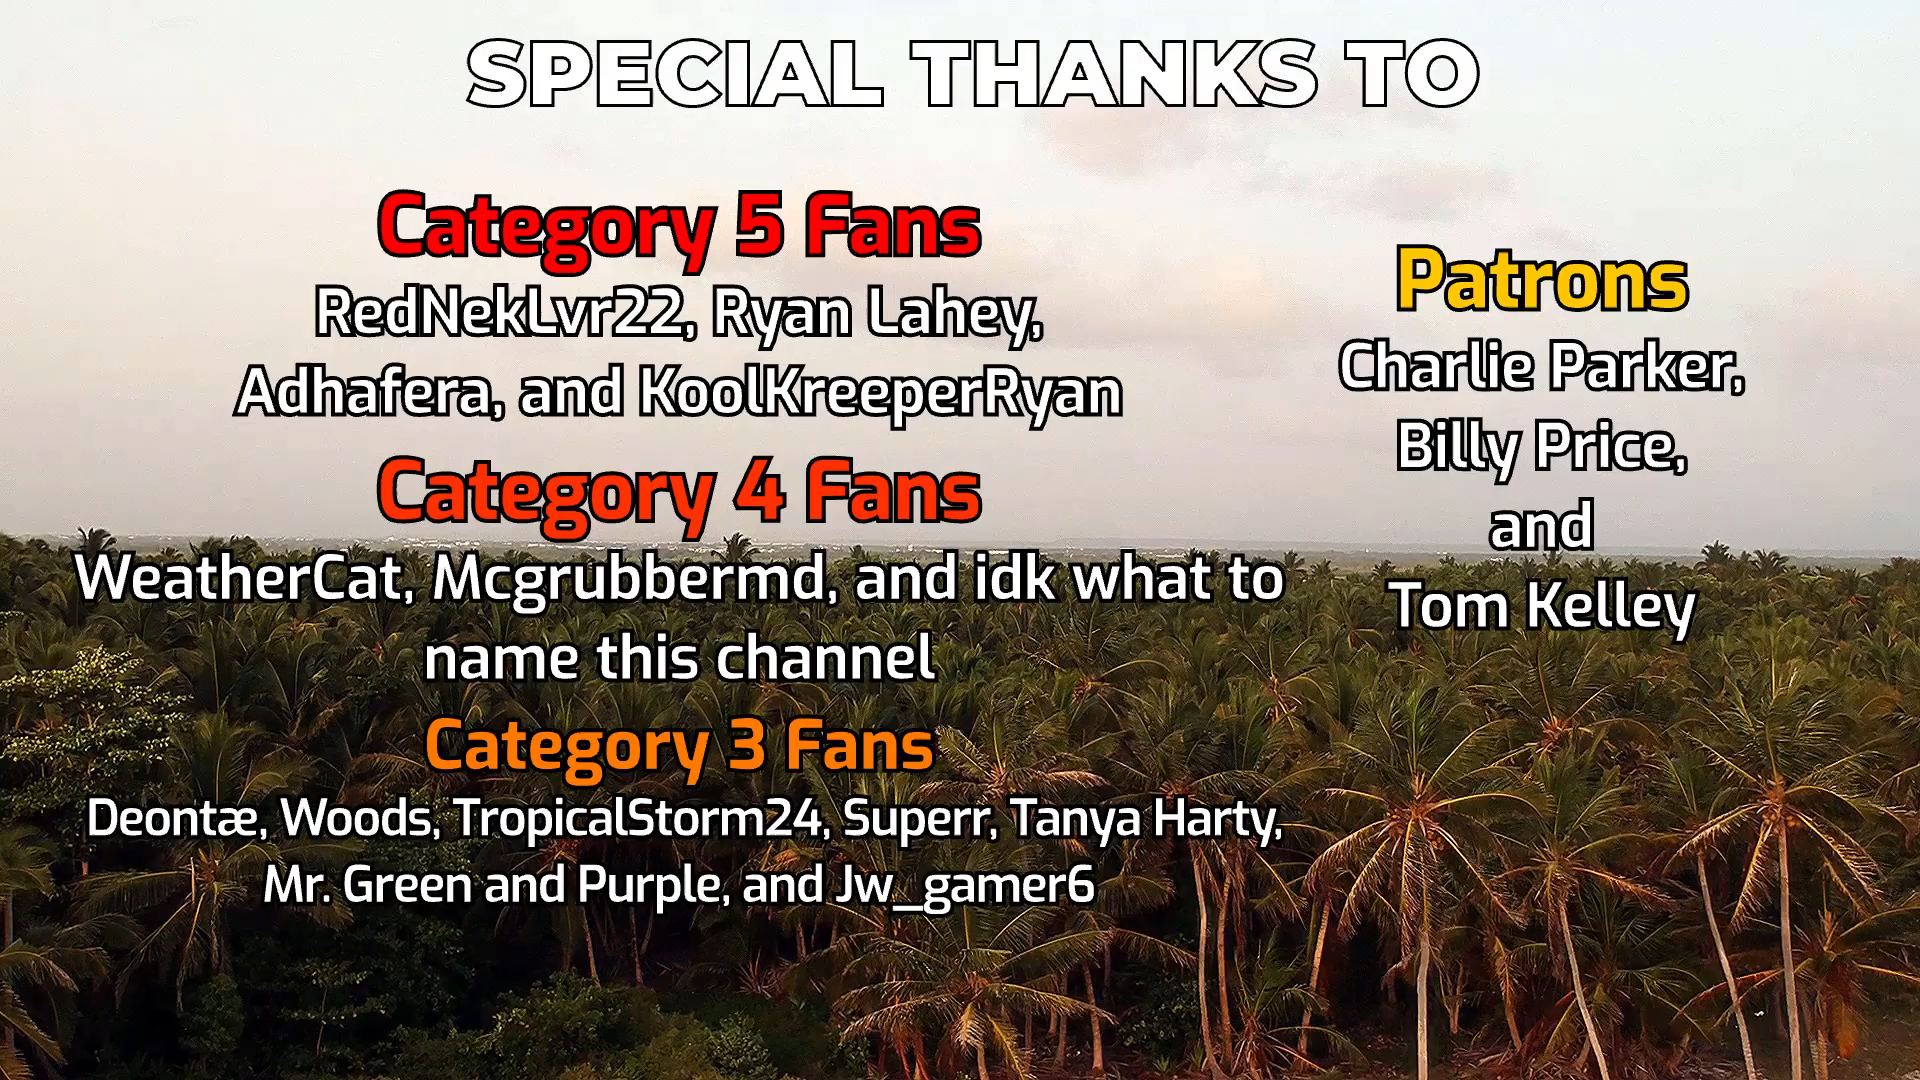 SPECIAL THANKS TO
Category 5 Fans
RedNekLvr22, Ryan Lahey,
Adhafera, and KoolKreeperRyan
Category 4 Fans
WeatherCat, Mcgrubbermd, and idk what to
name this channel
Category 3 Fans
Deontæ, Woods, TropicalStorm24, Superr, Tanya Harty,
Mr. Green and Purple, and Jw_gamer6
Patrons
Charlie Parker,
Billy Price,
and
Tom Kelley